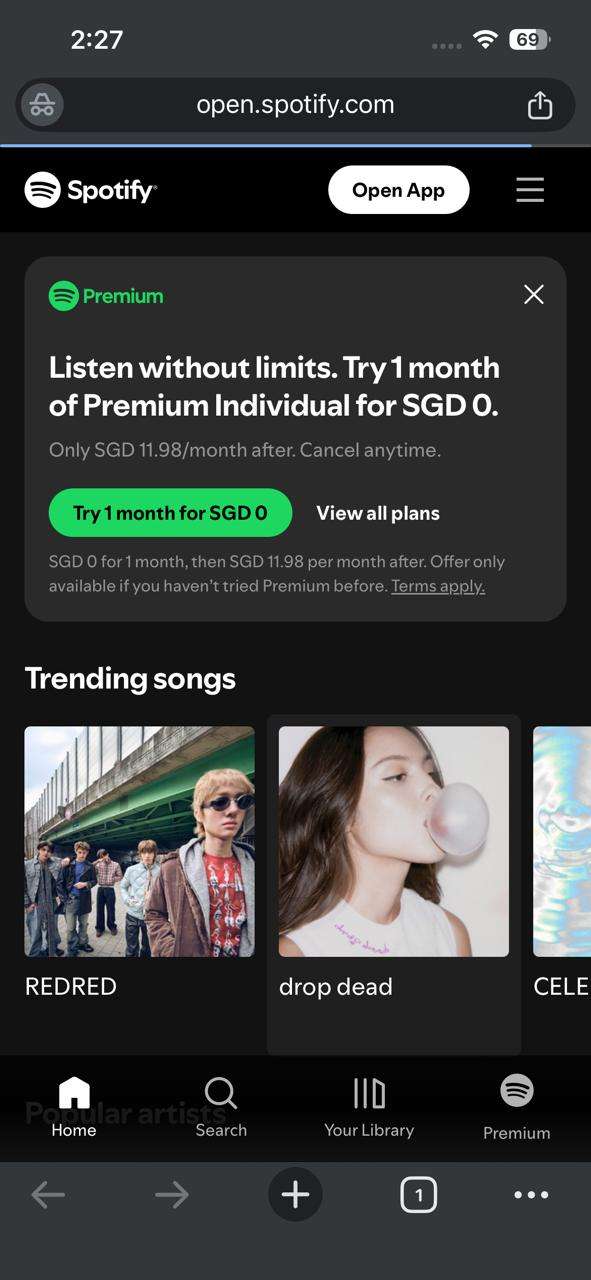 2:27
69
open.spotify.com
Spotify®
Open App
Premium
Listen without limits. Try 1 month
of Premium Individual for SGD 0.
Only SGD 11.98/month after. Cancel anytime.
Try 1 month for SGD 0
View all plans
SGD 0 for 1 month, then SGD 11.98 per month after. Offer only
available if you haven’t tried Premium before. Terms apply.
Trending songs
drop dead
REDRED
drop dead
CELE
Popular artists
Home
Search
Your Library
Premium
1